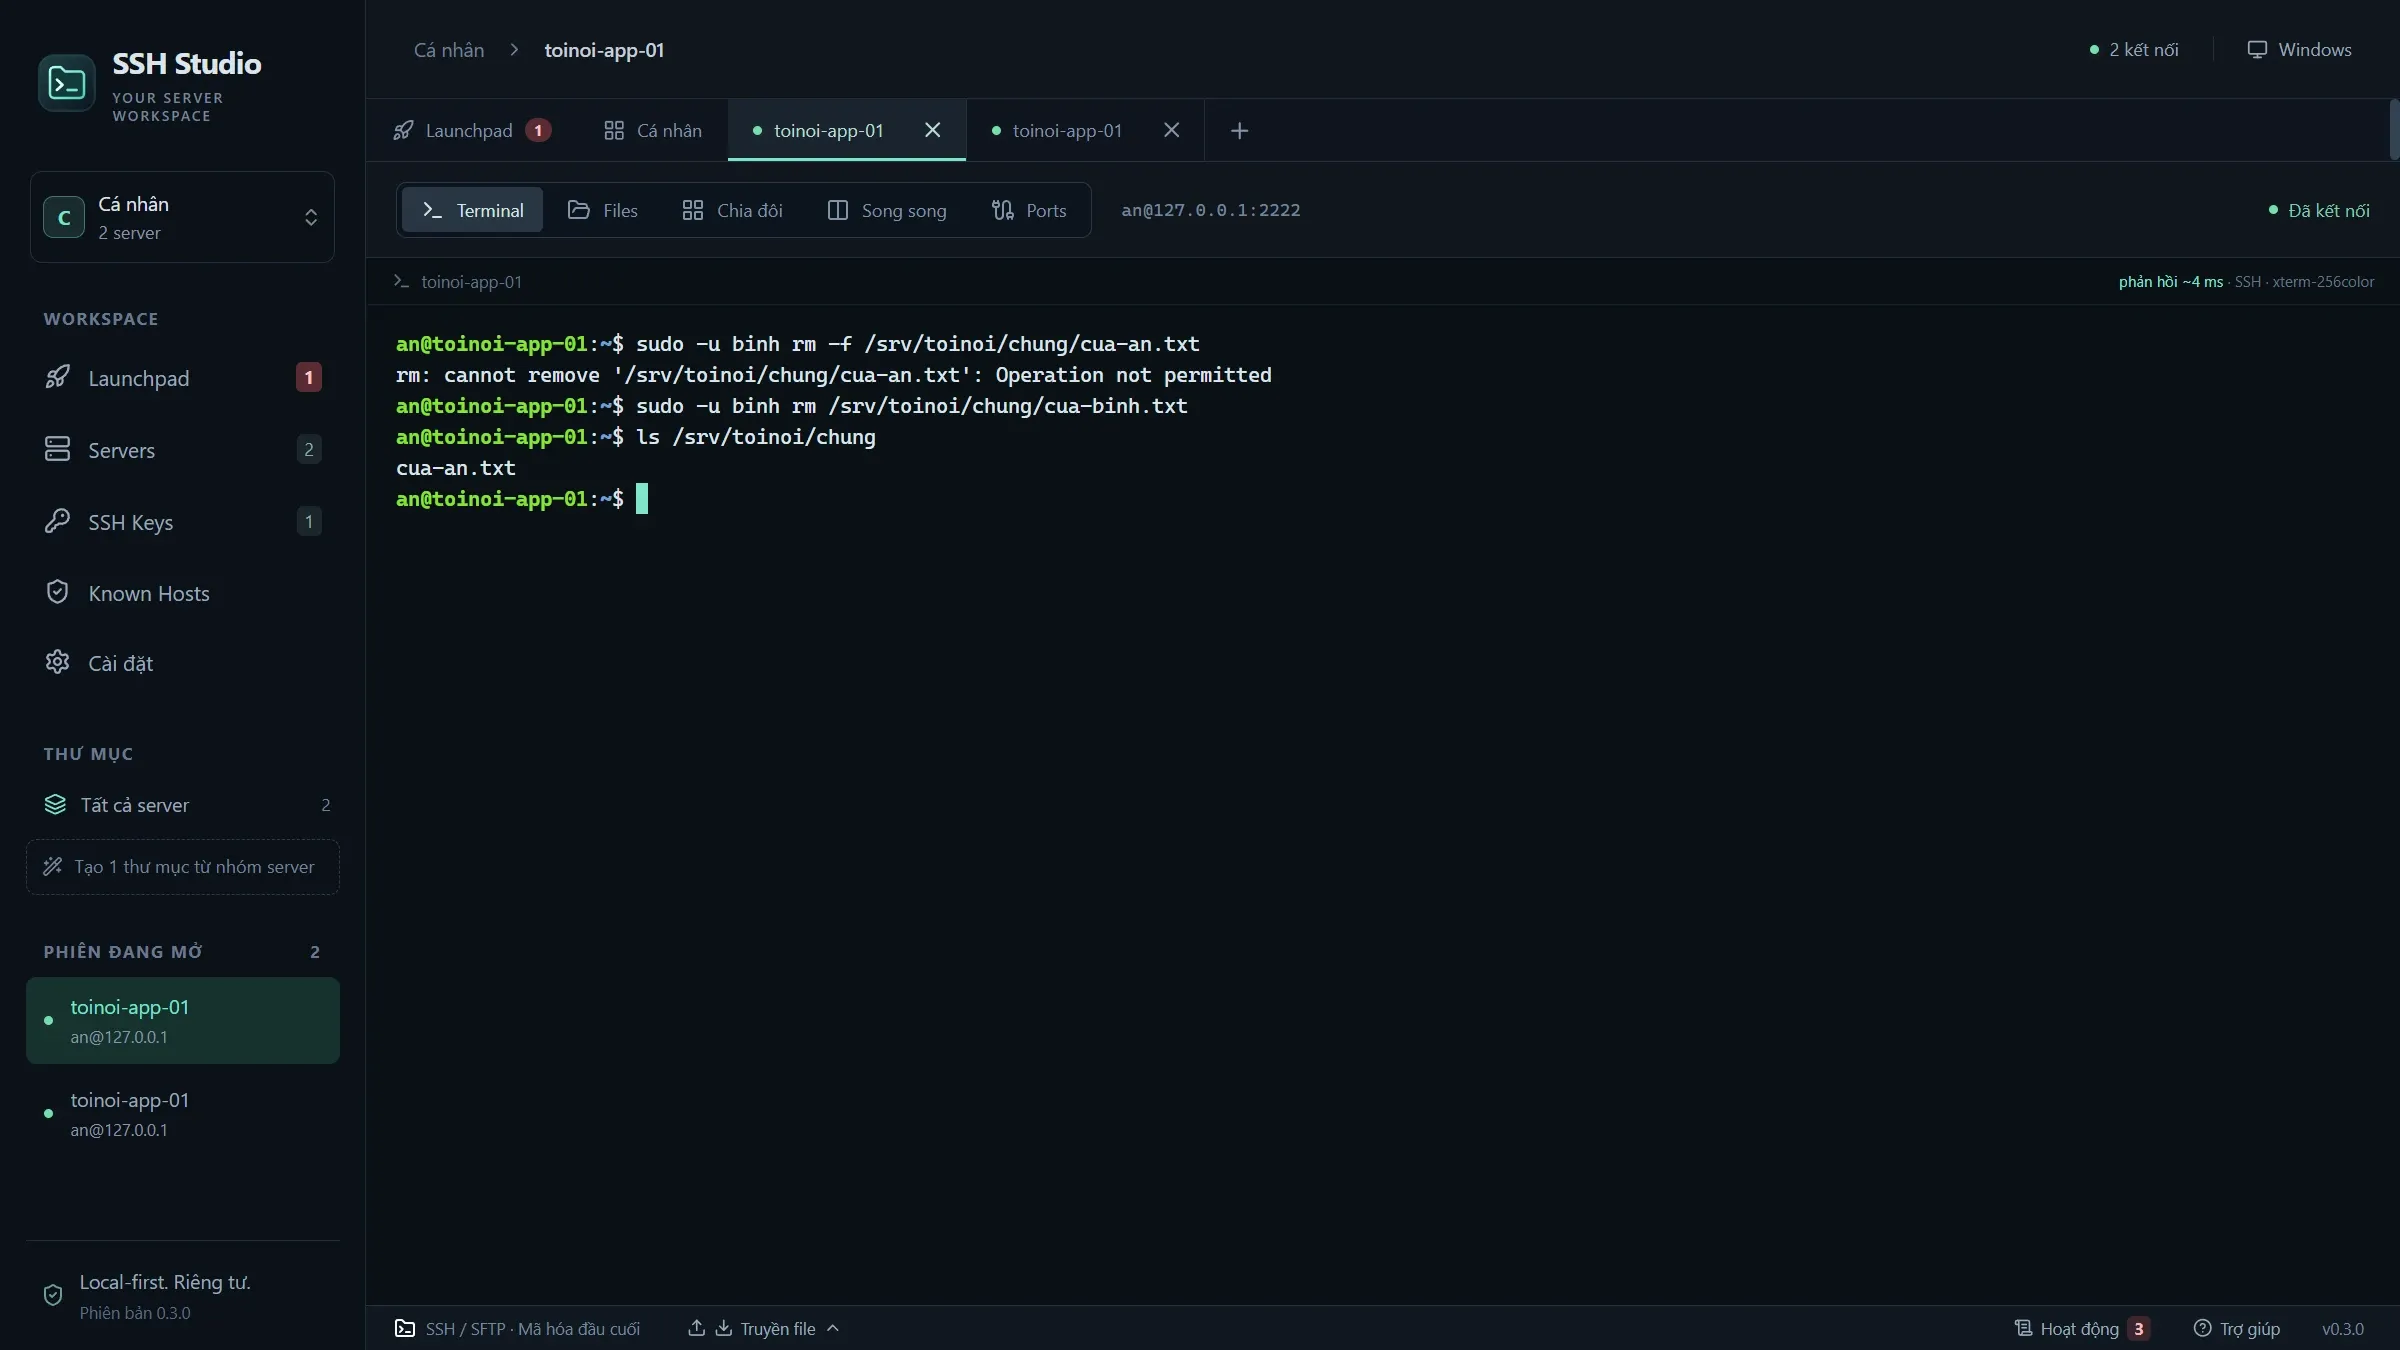 SSH Studio
YOUR SERVER
WORKSPACE
C
Cá nhân
2 server
WORKSPACE
Launchpad 1
Servers 2
SSH Keys 1
Known Hosts
Cài đặt
THƯ MỤC
Tất cả server 2
Tạo 1 thư mục từ nhóm server
PHIÊN ĐANG MỞ 2
toinoi-app-01
an@127.0.0.1
toinoi-app-01
an@127.0.0.1
Local-first. Riêng tư.
Phiên bản 0.3.0
Cá nhân > toinoi-app-01
2 kết nối
Windows
Launchpad 1
Cá nhân
toinoi-app-01
toinoi-app-01
Terminal
Files
Chia đôi
Song song
Ports
an@127.0.0.1:2222
Đã kết nối
toinoi-app-01
phản hồi ~4 ms · SSH · xterm-256color
an@toinoi-app-01:~$ sudo -u binh rm -f /srv/toinoi/chung/cua-an.txt
rm: cannot remove '/srv/toinoi/chung/cua-an.txt': Operation not permitted
an@toinoi-app-01:~$ sudo -u binh rm /srv/toinoi/chung/cua-binh.txt
an@toinoi-app-01:~$ ls /srv/toinoi/chung
cua-an.txt
an@toinoi-app-01:~$
SSH / SFTP · Mã hóa đầu cuối
Truyền file
Hoạt động 3
Trợ giúp
v0.3.0